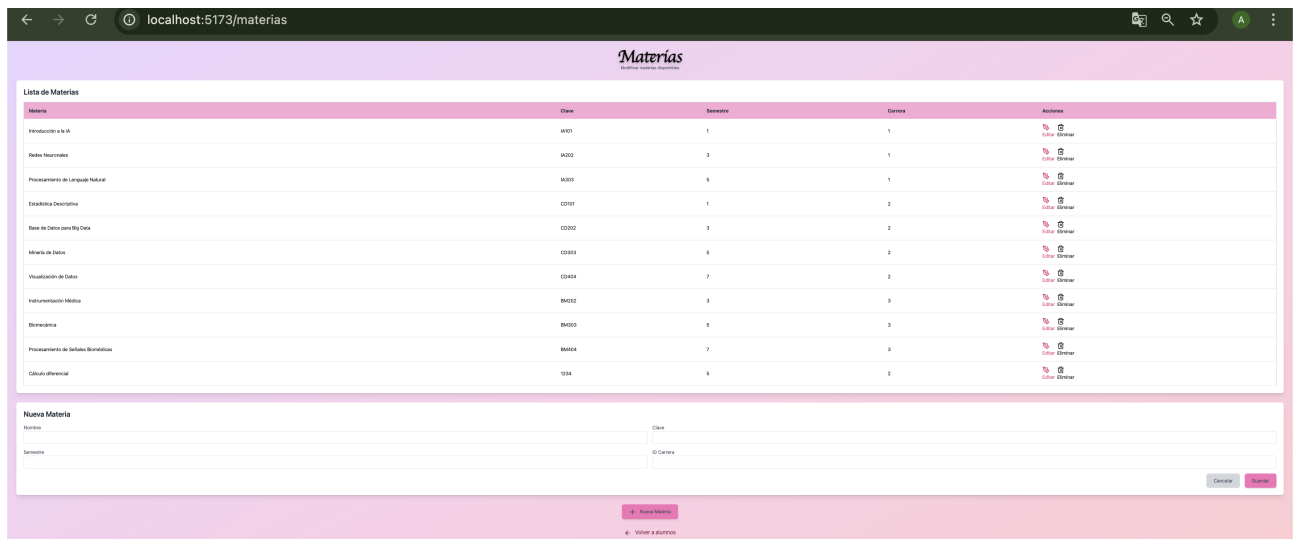 localhost:5173/materias
A
Materias
Modificar materias disponibles
Lista de Materias
Materia Clave Semestre Carrera Acciones
Introducción a la IA IA101 1 1 Editar Eliminar
Redes Neuronales IA202 3 1 Editar Eliminar
Procesamiento de Lenguaje Natural IA303 5 1 Editar Eliminar
Estadística Descriptiva CD101 1 2 Editar Eliminar
Base de Datos para Big Data CD202 3 2 Editar Eliminar
Minería de Datos CD303 5 2 Editar Eliminar
Visualización de Datos CD404 7 2 Editar Eliminar
Instrumentación Médica BM202 3 3 Editar Eliminar
Biomecánica BM303 5 3 Editar Eliminar
Procesamiento de Señales Biomédicas BM404 7 3 Editar Eliminar
Cálculo diferencial 1234 5 2 Editar Eliminar
Nueva Materia
Nombre Clave
Semestre ID Carrera
Cancelar Guardar
+ Nueva Materia
← Volver a alumnos